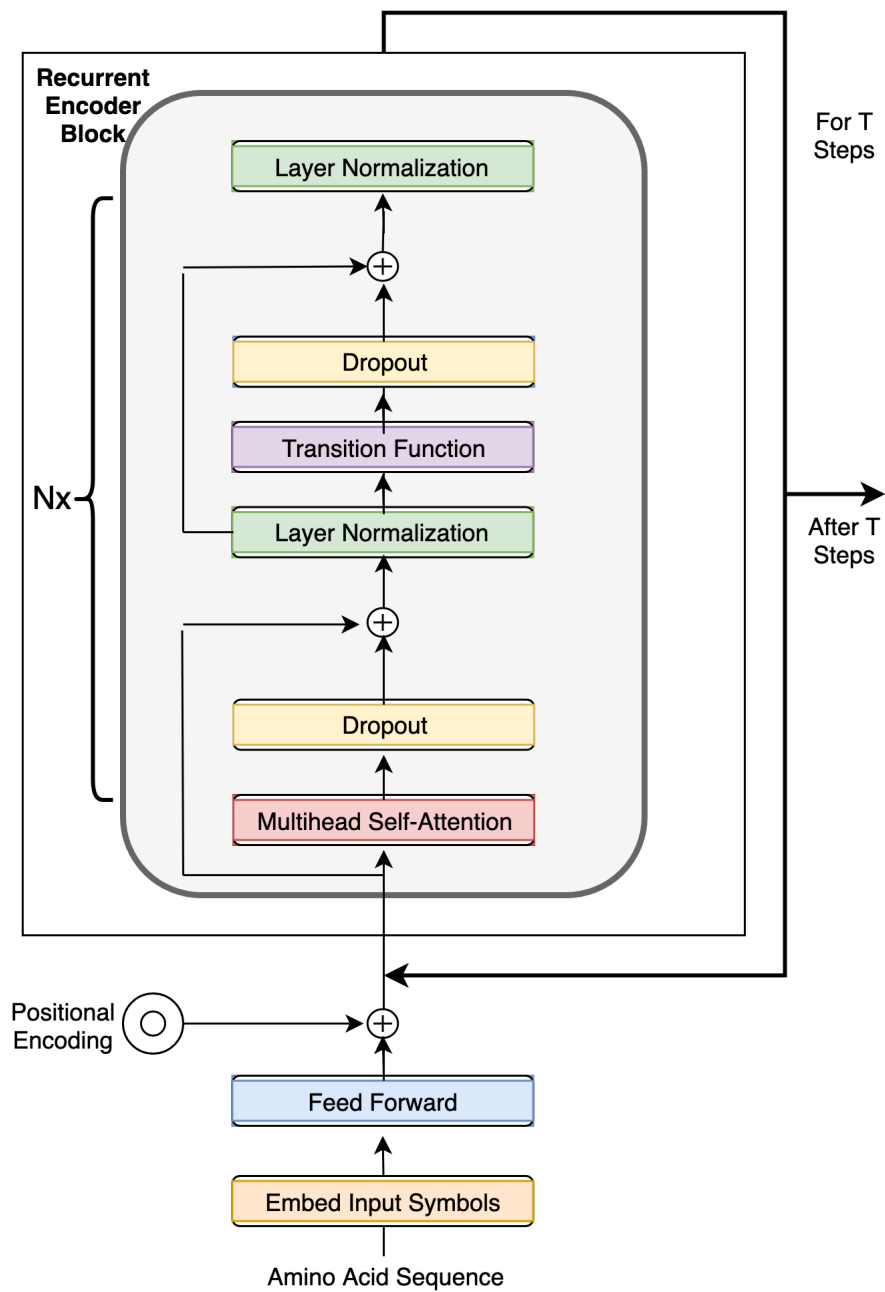 Recurrent
Encoder
Block
Layer Normalization
For T
Steps
Dropout
Transition Function
Nx
Layer Normalization
After T
Steps
Dropout
Multihead Self-Attention
Positional
Encoding
Feed Forward
Embed Input Symbols
Amino Acid Sequence